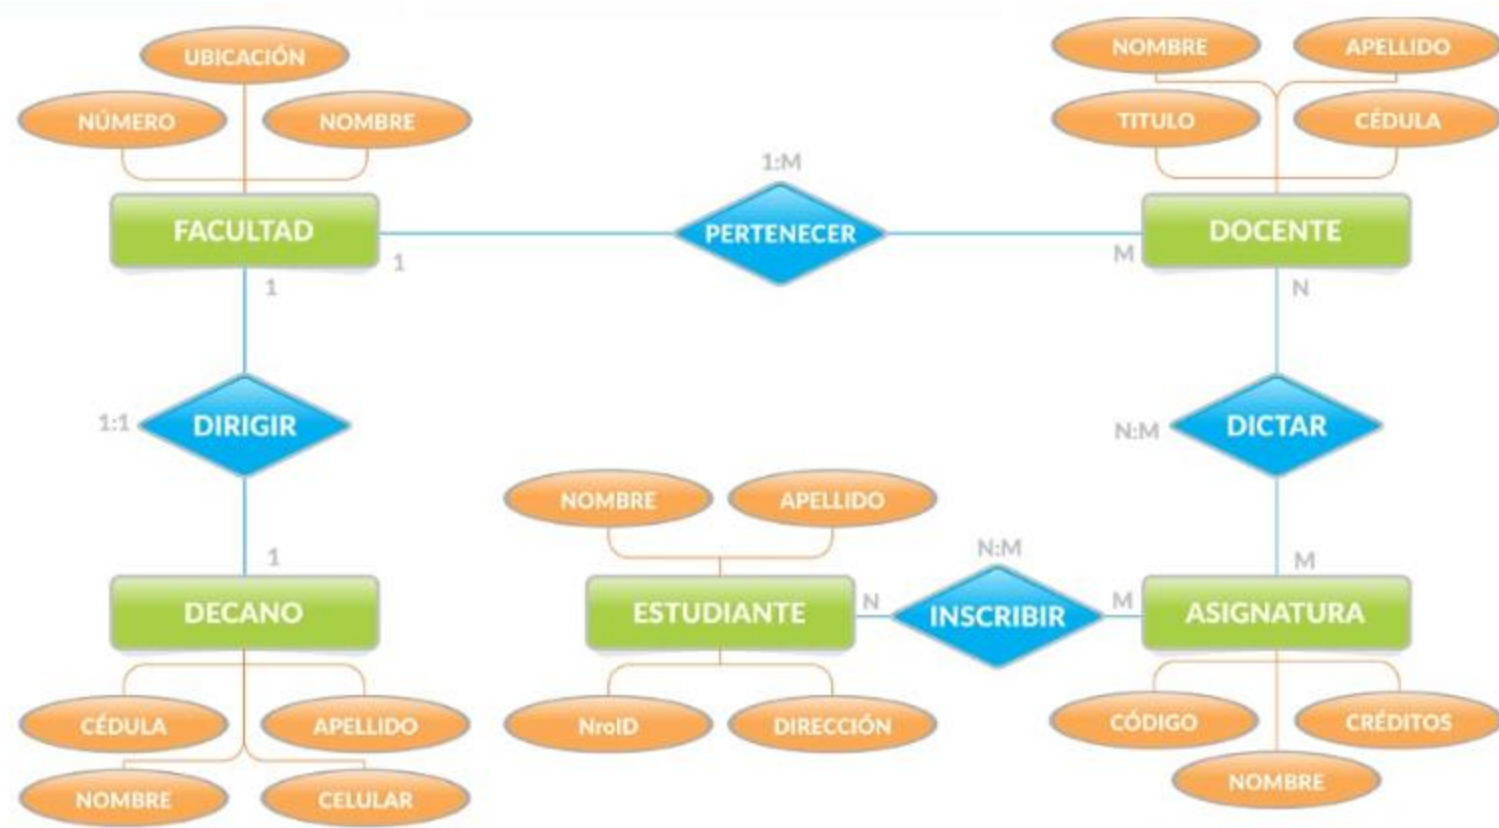 UBICACIÓN
NÚMERO
NOMBRE
FACULTAD
1
1
1:M
PERTENECER
NOMBRE
APELLIDO
TITULO
CÉDULA
M
DOCENTE
N
1:1
DIRIGIR
N:M
DICTAR
1
DECANO
CÉDULA
APELLIDO
NOMBRE
CELULAR
NOMBRE
APELLIDO
ESTUDIANTE
NroID
DIRECCIÓN
N
N:M
INSCRIBIR
M
M
ASIGNATURA
CÓDIGO
CRÉDITOS
NOMBRE